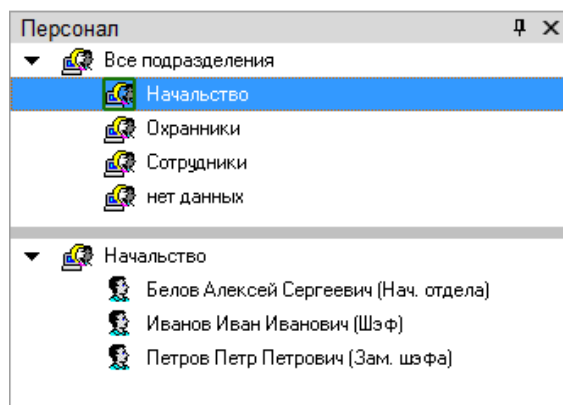 Персонал
Все подразделения
Начальство
Охранники
Сотрудники
нет данных
Начальство
Белов Алексей Сергеевич (Нач. отдела)
Иванов Иван Иванович (Шэф)
Петров Петр Петрович (Зам. шэфа)